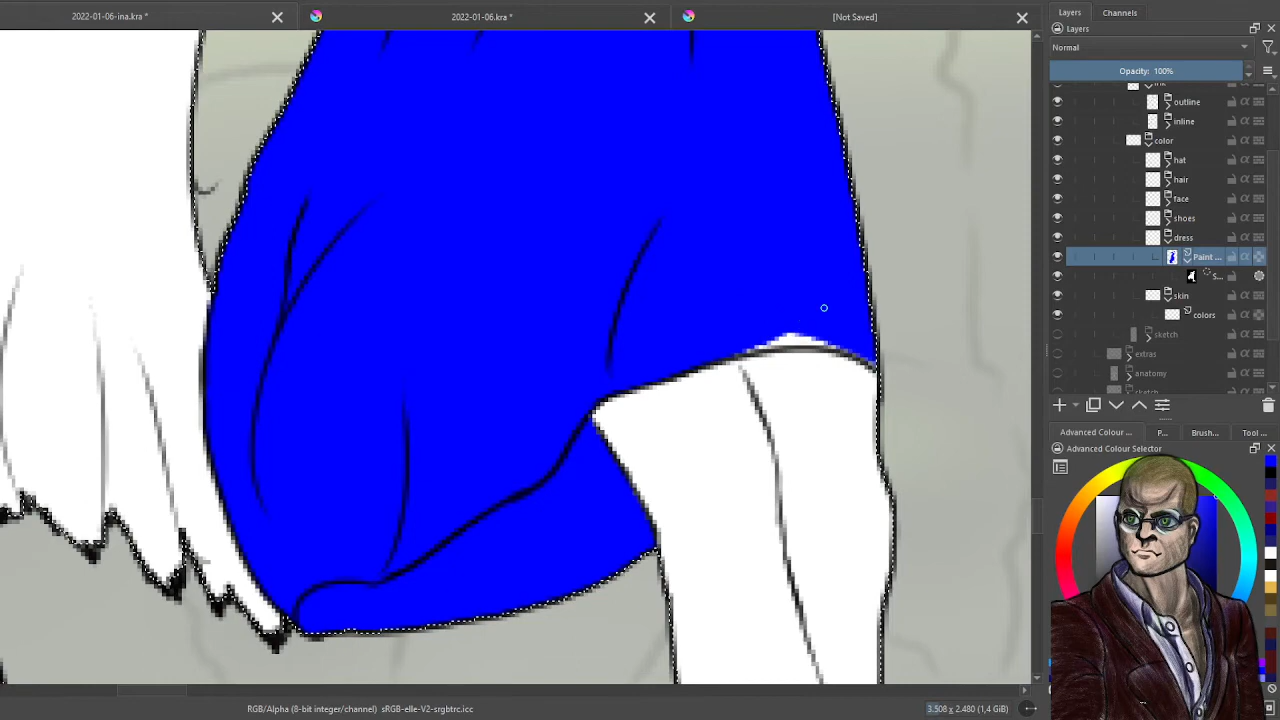 2022-01-06-ina.kra *
2022-01-06.kra *
[Not Saved]
Layers
Channels
Layers
Normal
Opacity: 100%
outline
inline
color
hat
hair
face
shoes
dress
Paint ...
S...
skin
colors
sketch
extras
anatomy
Advanced Colour ...
P...
Brush...
Tool ...
Advanced Colour Selector
RGB/Alpha (8-bit integer/channel) sRGB-elle-V2-srgbtrc.icc
3.508 x 2.480 (1,4 GiB)